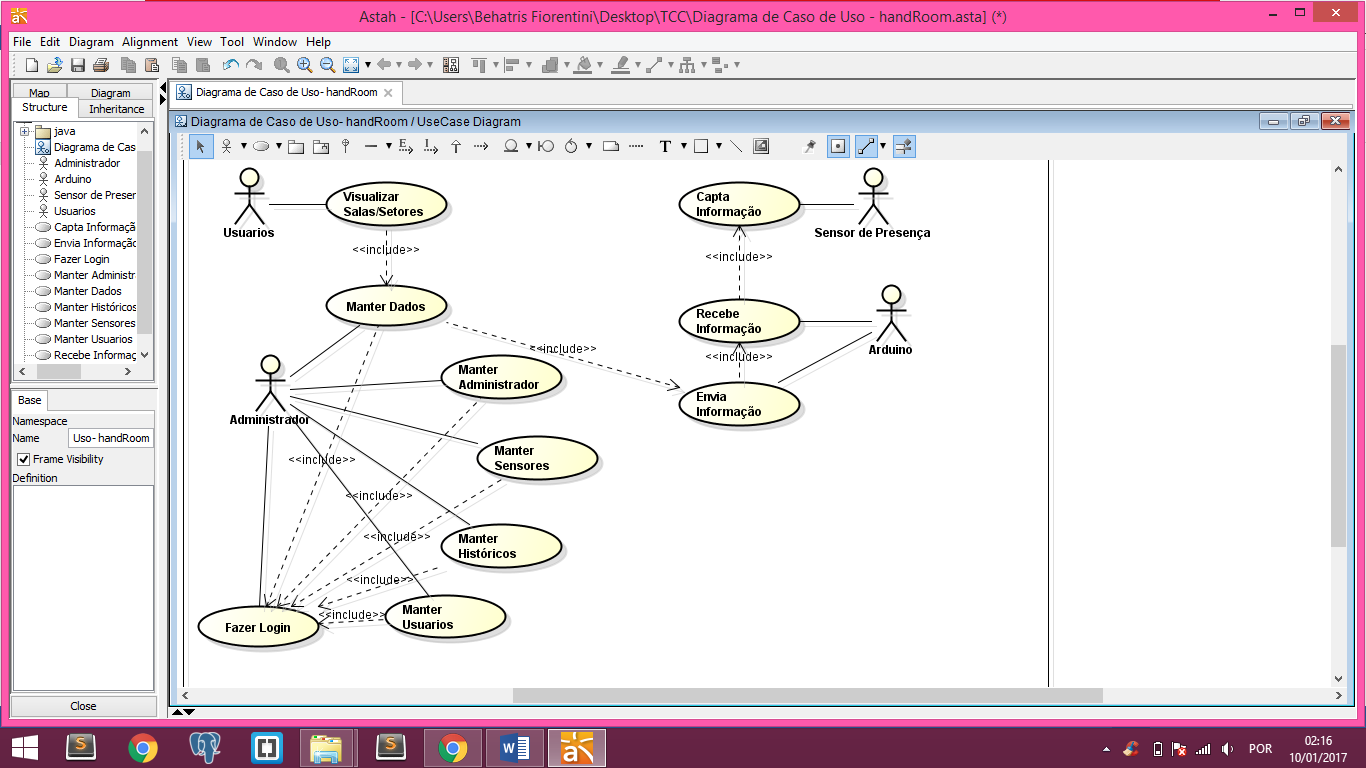 Astah - [C:\Users\Behatris Fiorentini\Desktop\TCC\Diagrama de Caso de Uso - handRoom.asta] (*)
File Edit Diagram Alignment View Tool Window Help
Map Diagram
Structure Inheritance
java
Diagrama de Cas
Administrador
Arduino
Sensor de Presen
Usuarios
Capta Informaçã
Envia Informação
Fazer Login
Manter Administr
Manter Dados
Manter Históricos
Manter Sensores
Manter Usuarios
Recebe Informaç
Base
Namespace
Name Uso- handRoom
Frame Visibility
Definition
Close
Diagrama de Caso de Uso- handRoom
Diagrama de Caso de Uso- handRoom / UseCase Diagram
T
Usuarios
Visualizar
Salas/Setores
<<include>>
Manter Dados
<<include>>
Administrador
Manter
Administrador
Manter
Sensores
<<include>>
<<include>>
<<include>>
Manter
Históricos
<<include>>
<<include>>
Manter
Usuarios
Fazer Login
Capta
Informação
Sensor de Presença
<<include>>
Recebe
Informação
Arduino
<<include>>
Envia
Informação
POR
02:16
10/01/2017